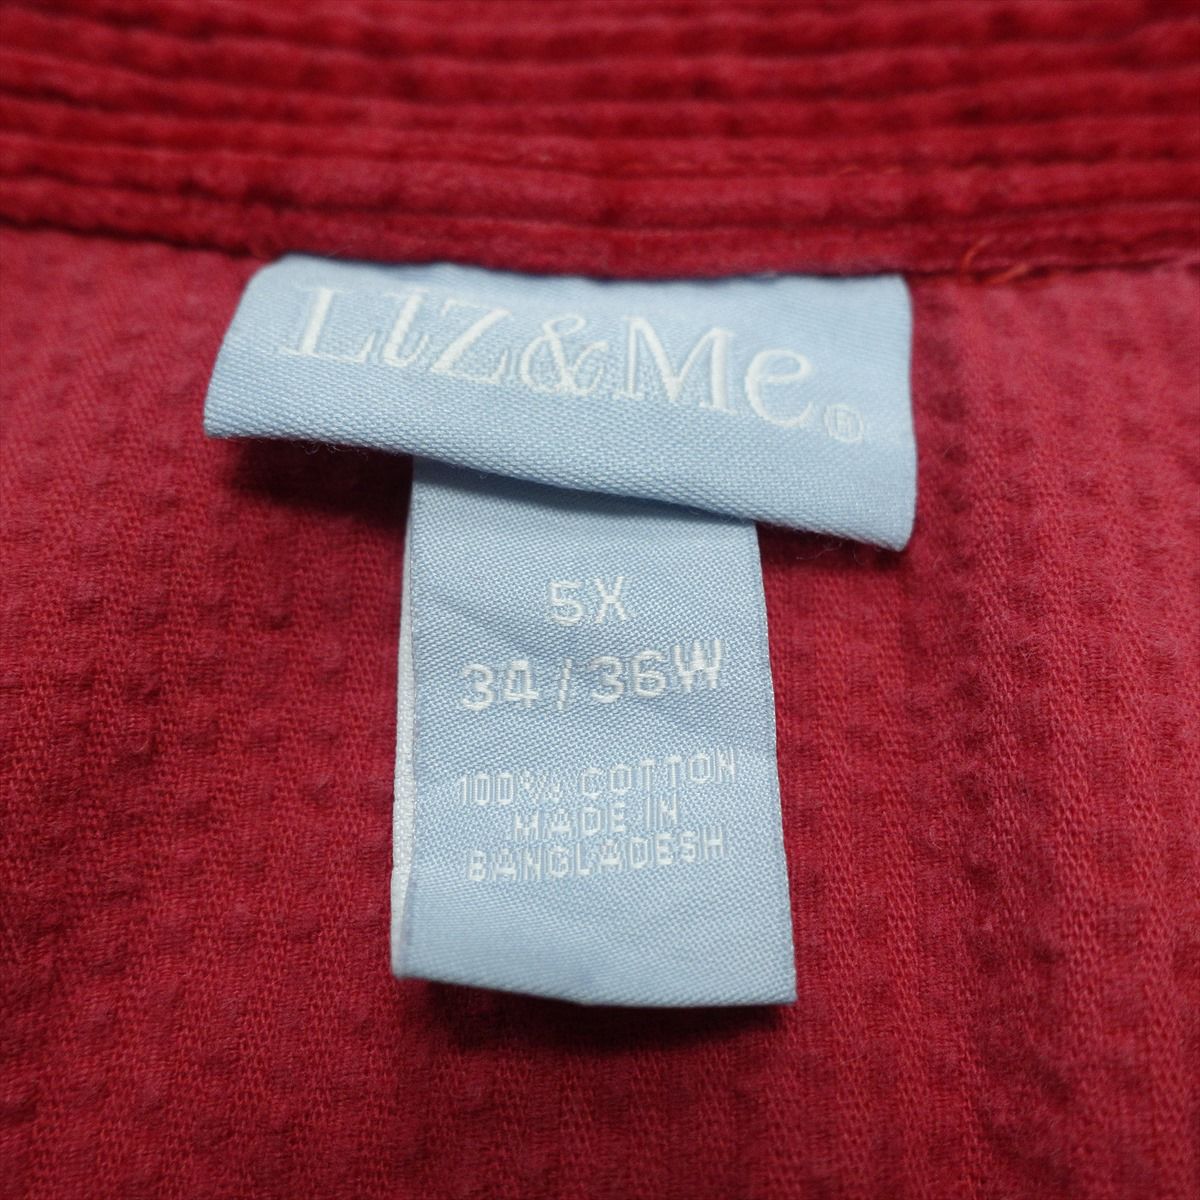 LIZ&Me®
5X
34/36W
100% COTTON
MADE IN
BANGLADESH